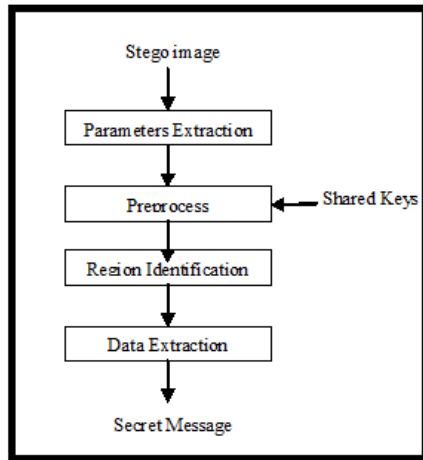 Stego image
Parameters Extraction
Preprocess
Shared Keys
Region Identification
Data Extraction
Secret Message